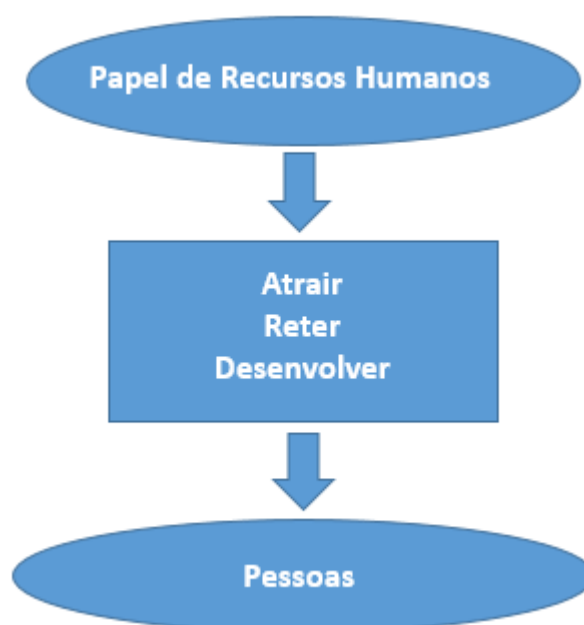 Papel de Recursos Humanos
Atrair
Reter
Desenvolver
Pessoas